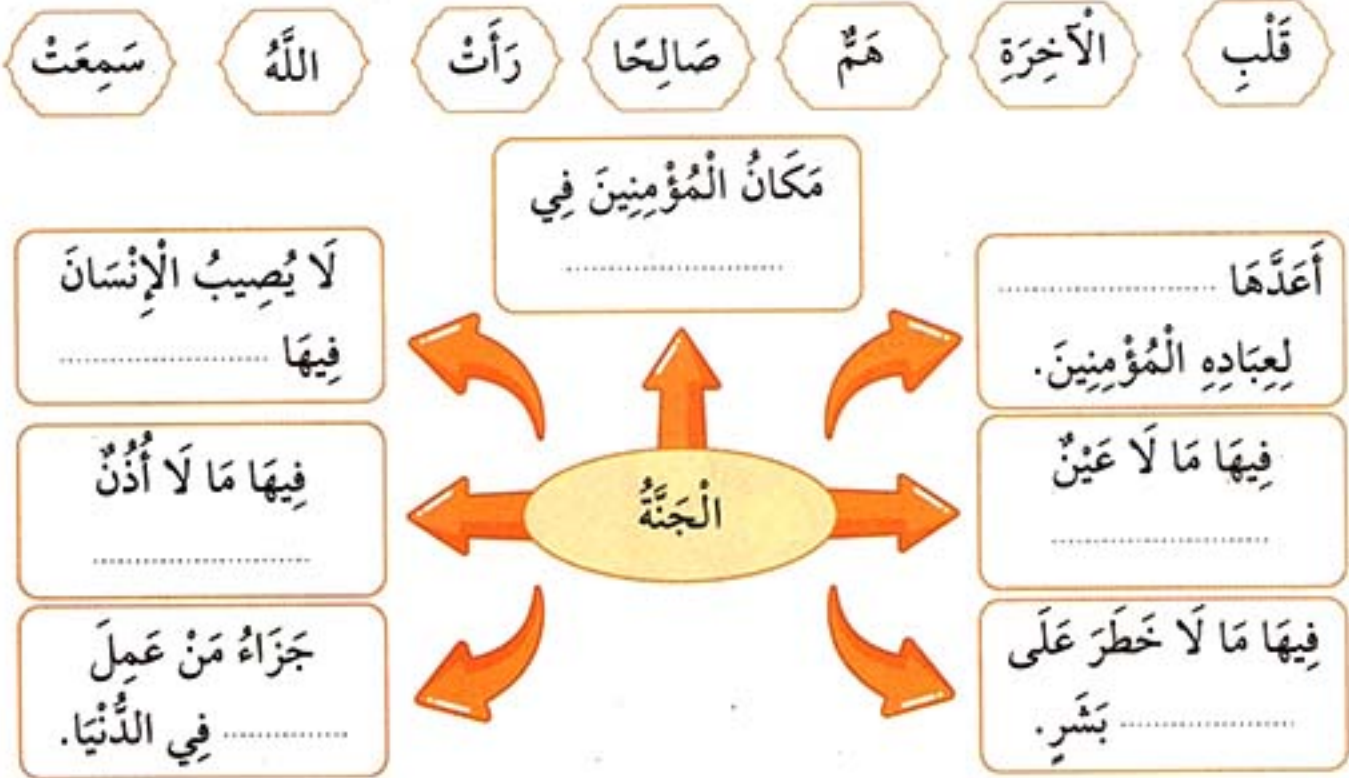 قَلْبِ الْآخِرَةِ هَمٌّ صَالِحًا رَأَتْ اللَّهُ سَمِعَتْ
مَكَانُ الْمُؤْمِنِينَ فِي
....................
أَعَدَّهَا ....................
لِعِبَادِهِ الْمُؤْمِنِينَ.
لَا يُصِيبُ الْإِنْسَانَ
فِيهَا ....................
فِيهَا مَا لَا عَيْنٌ
....................
الْجَنَّةُ
فِيهَا مَا لَا أُذُنٌ
....................
فِيهَا مَا لَا خَطَرَ عَلَى
.................... بَشَرٍ.
جَزَاءُ مَنْ عَمِلَ
............ فِي الدُّنْيَا.